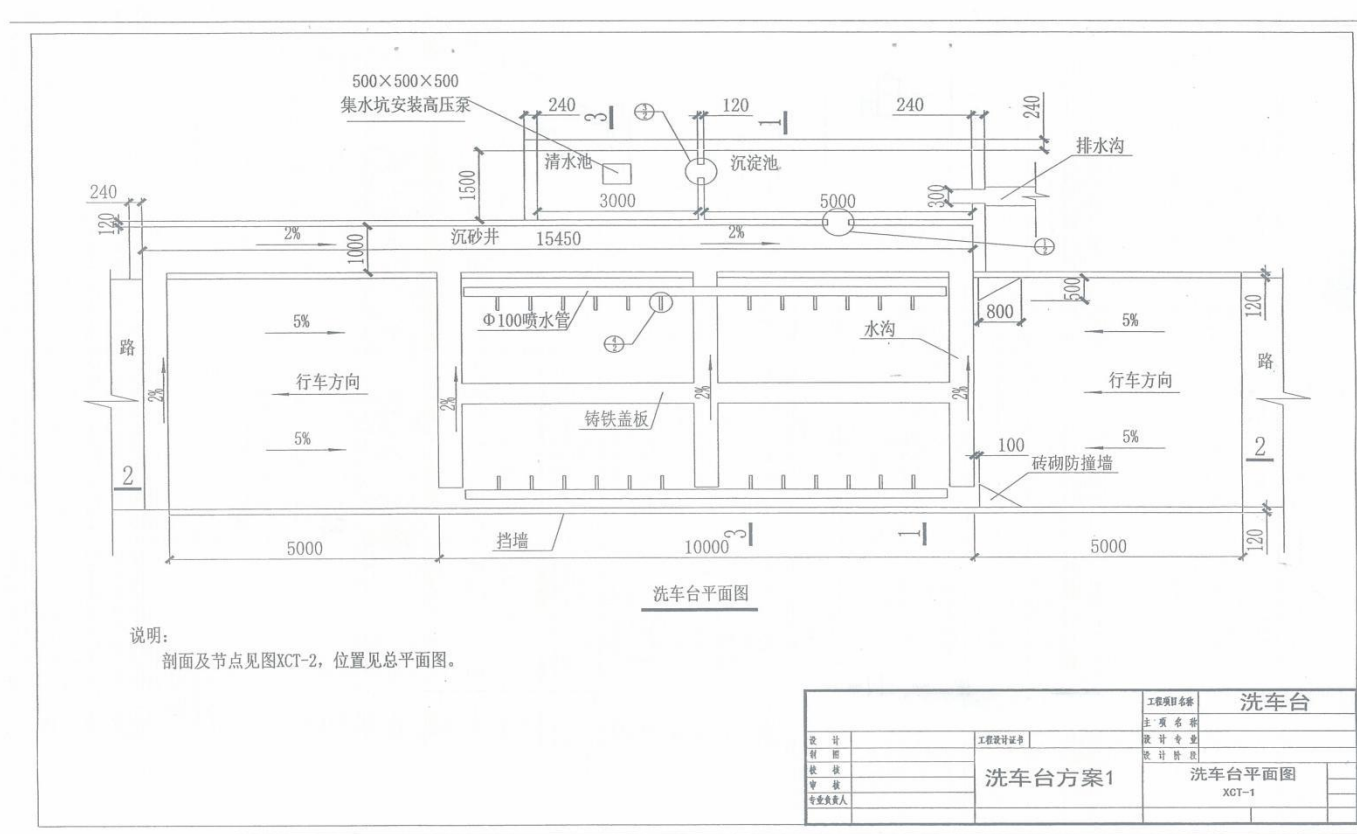 500×500×500
集水坑安装高压泵
240
3
3
2
120
1
240
240
排水沟
清水池
沉淀池
1500
3000
5000
300
240
120
2%
1000
沉砂井
15450
2%
1
2
5%
Φ100喷水管
4
2
水沟
500
800
5%
120
路
行车方向
2%
2%
2%
2%
行车方向
路
铸铁盖板
5%
100
5%
砖砌防撞墙
2
2
挡墙
3
1
5000
10000
5000
120
洗车台平面图
说明:
剖面及节点见图XCT-2,位置见总平面图。
工程项目名称
洗车台
主项名称
设计
工程设计证书
设计专业
制图
设计阶段
校核
洗车台方案1
洗车台平面图
审核
XCT-1
专业负责人